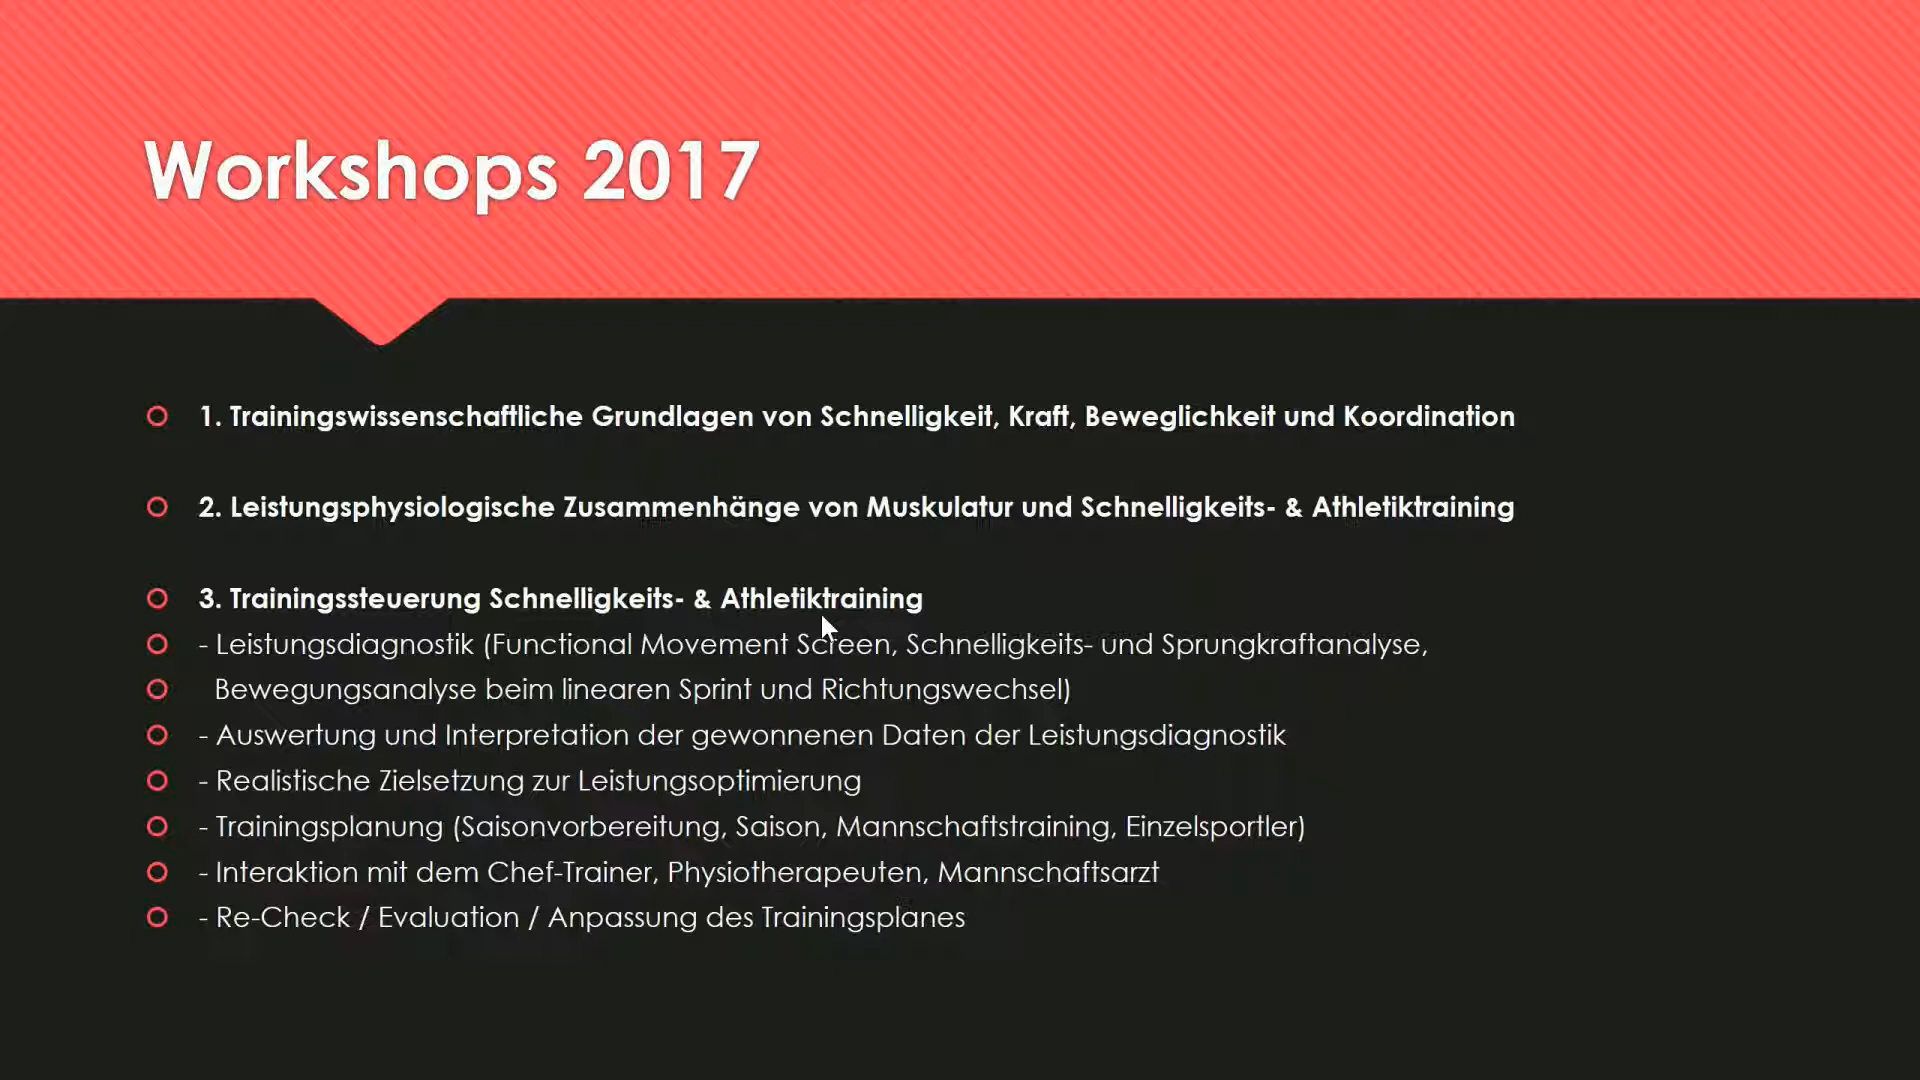 Workshops 2017
1. Trainingswissenschaftliche Grundlagen von Schnelligkeit, Kraft, Beweglichkeit und Koordination
2. Leistungsphysiologische Zusammenhänge von Muskulatur und Schnelligkeits- & Athletiktraining
3. Trainingssteuerung Schnelligkeits- & Athletiktraining
- Leistungsdiagnostik (Functional Movement Screen, Schnelligkeits- und Sprungkraftanalyse,
Bewegungsanalyse beim linearen Sprint und Richtungswechsel)
- Auswertung und Interpretation der gewonnenen Daten der Leistungsdiagnostik
- Realistische Zielsetzung zur Leistungsoptimierung
- Trainingsplanung (Saisonvorbereitung, Saison, Mannschaftstraining, Einzelsportler)
- Interaktion mit dem Chef-Trainer, Physiotherapeuten, Mannschaftsarzt
- Re-Check / Evaluation / Anpassung des Trainingsplanes